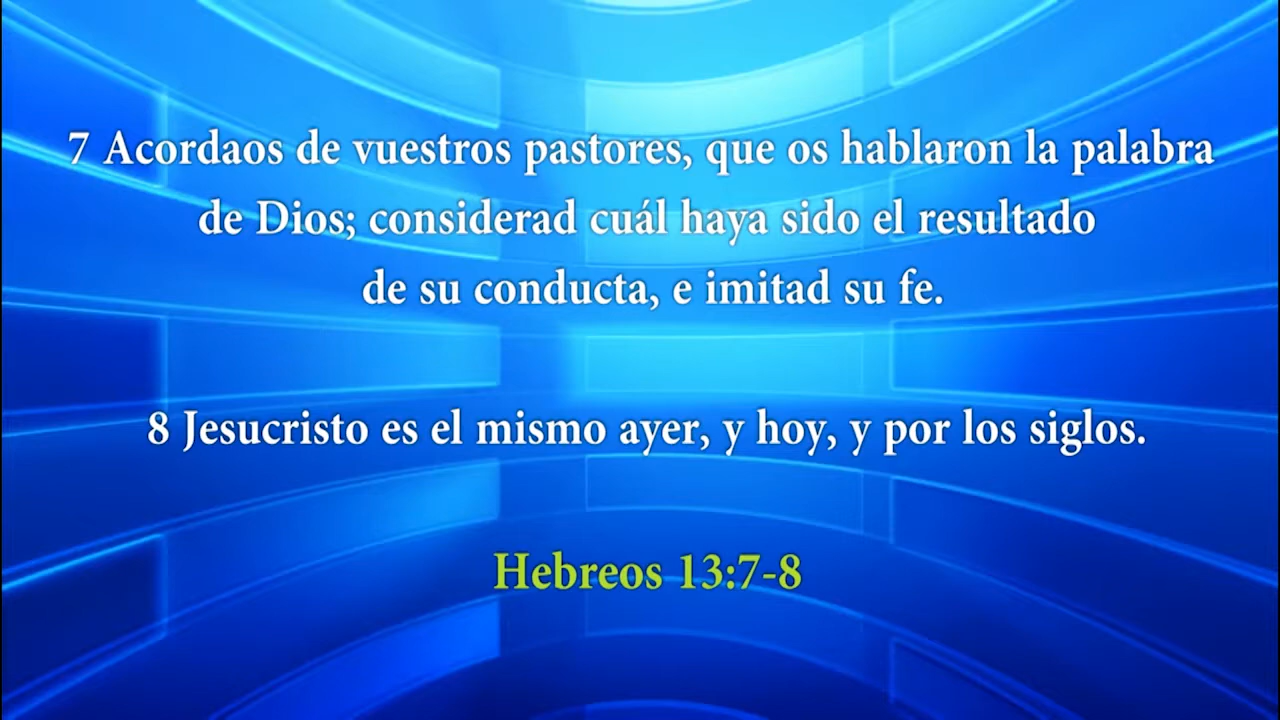 7 Acordaos de vuestros pastores, que os hablaron la palabra
de Dios; considerad cuál haya sido el resultado
de su conducta, e imitad su fe.
8 Jesucristo es el mismo ayer, y hoy, y por los siglos.
Hebreos 13:7-8